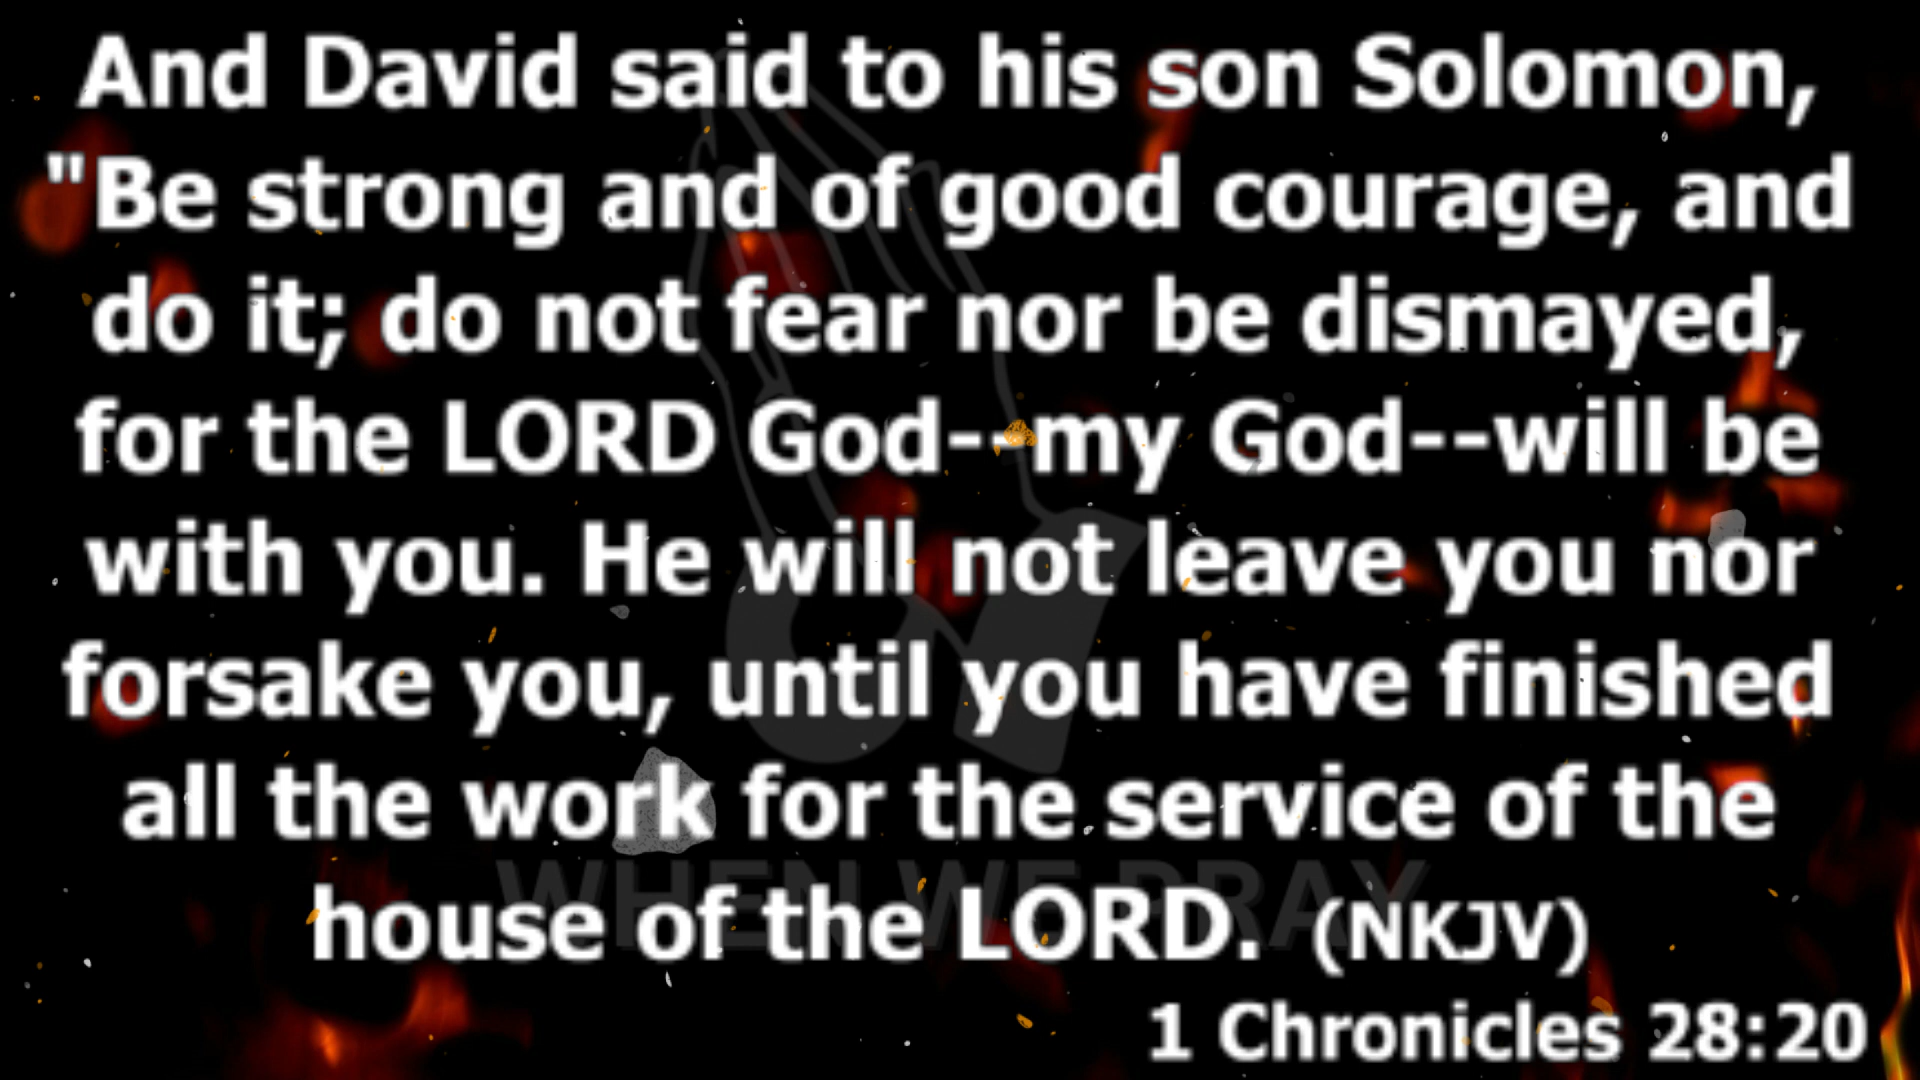 And David said to his son Solomon,
"Be strong and of good courage, and
do it; do not fear nor be dismayed,
for the LORD God--my God--will be
with you. He will not leave you nor
forsake you, until you have finished
all the work for the service of the
WHEN WE PRAY
house of the LORD. (NKJV)
1 Chronicles 28:20